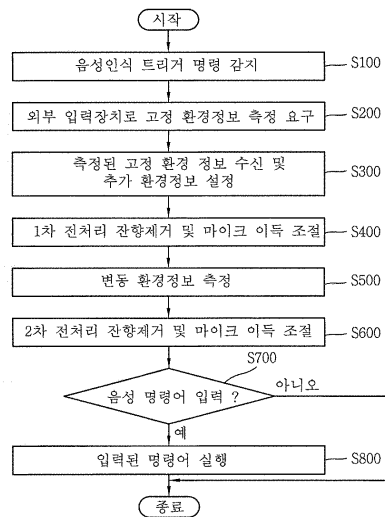 시작
음성인식 트리거 명령 감지
S100
외부 입력장치로 고정 환경정보 측정 요구
S200
측정된 고정 환경 정보 수신 및
추가 환경정보 설정
S300
1차 전처리 잔향제거 및 마이크 이득 조절
S400
변동 환경정보 측정
S500
2차 전처리 잔향제거 및 마이크 이득 조절
S600
S700
음성 명령어 입력 ?
아니오
예
입력된 명령어 실행
S800
종료